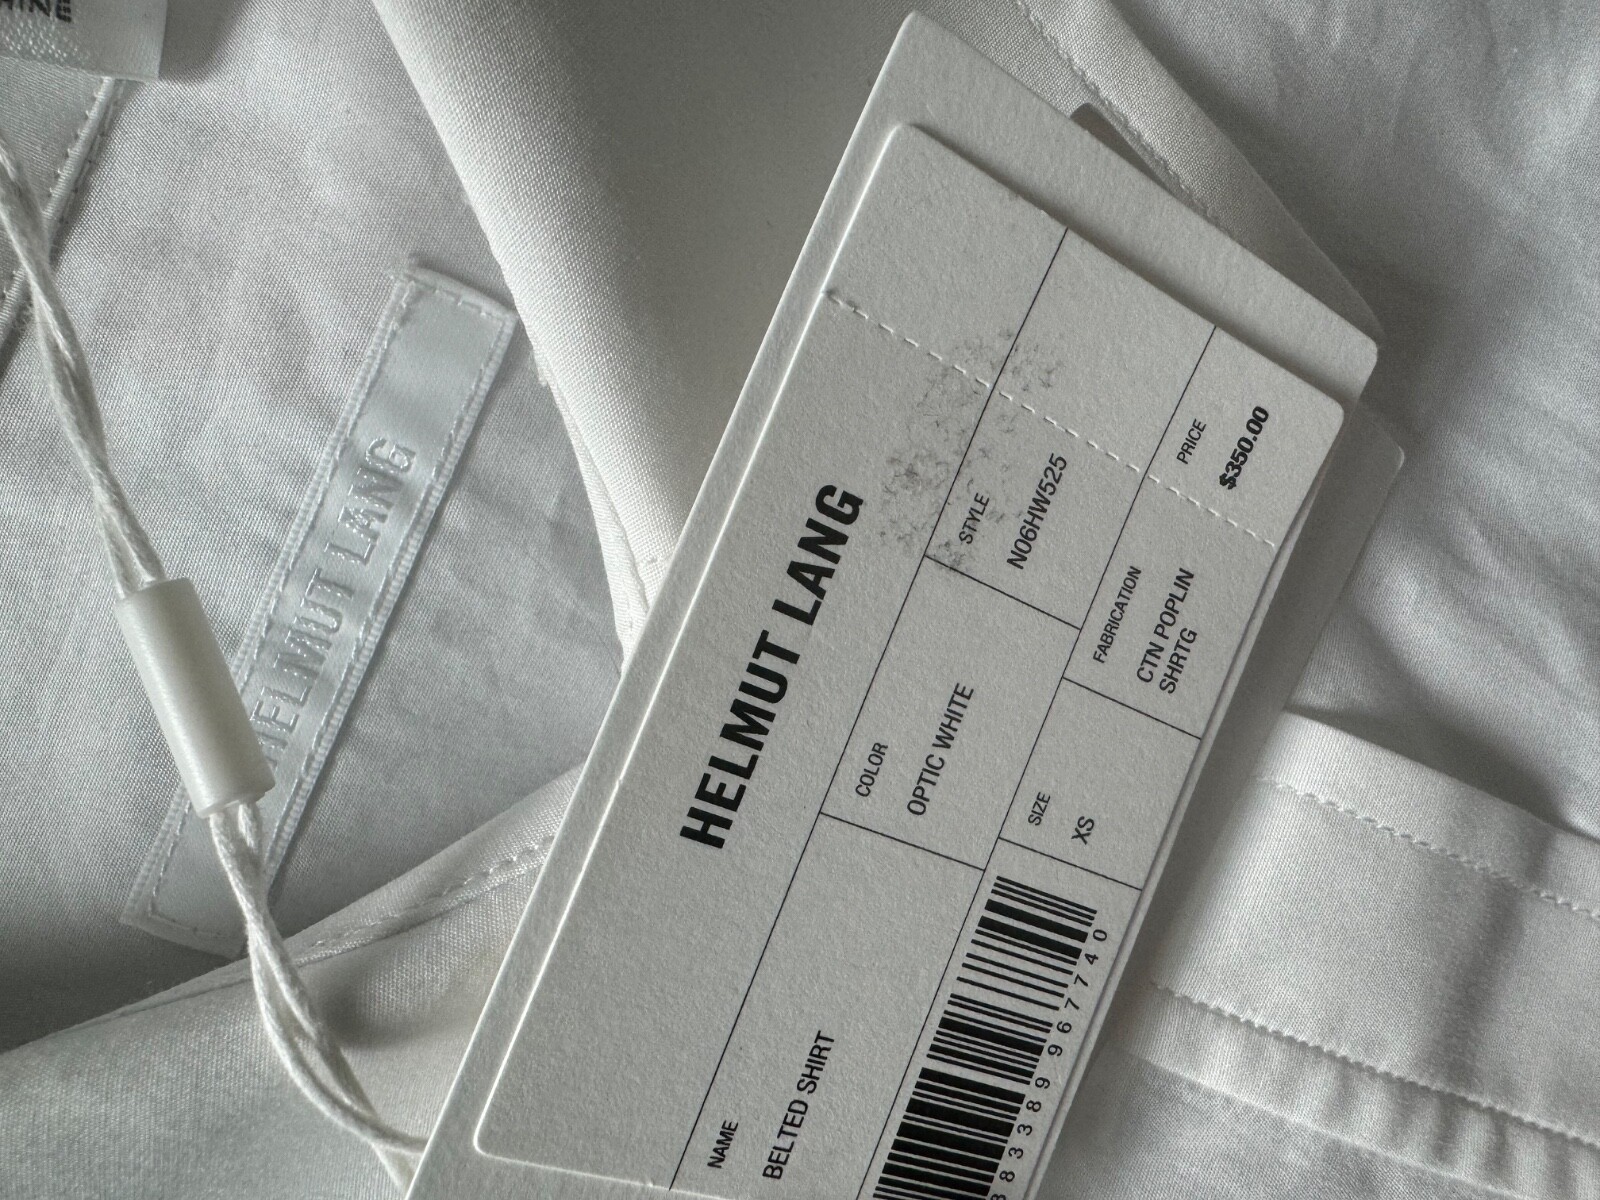 HELMUT LANG
HELMUT LANG
NAME
BELTED SHIRT
COLOR
OPTIC WHITE
STYLE
N06HW525
SIZE
XS
FABRICATION
CTN POPLIN
SHRTG
PRICE
$350.00
83389967740